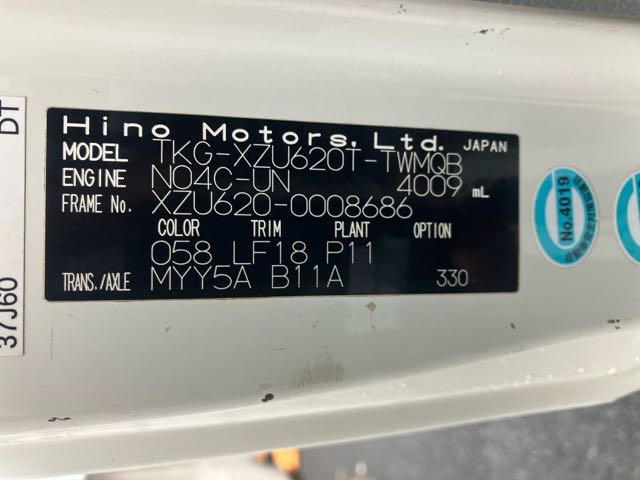 Hino Motors, Ltd. JAPAN
MODEL TKG-XZU620T-TWMQB
ENGINE N04C-UN 4009 mL
FRAME No. XZU620-0008686
COLOR TRIM PLANT OPTION
058 LF18 P11
TRANS./AXLE MYY5A B11A 330
No.4019
37J60
DT